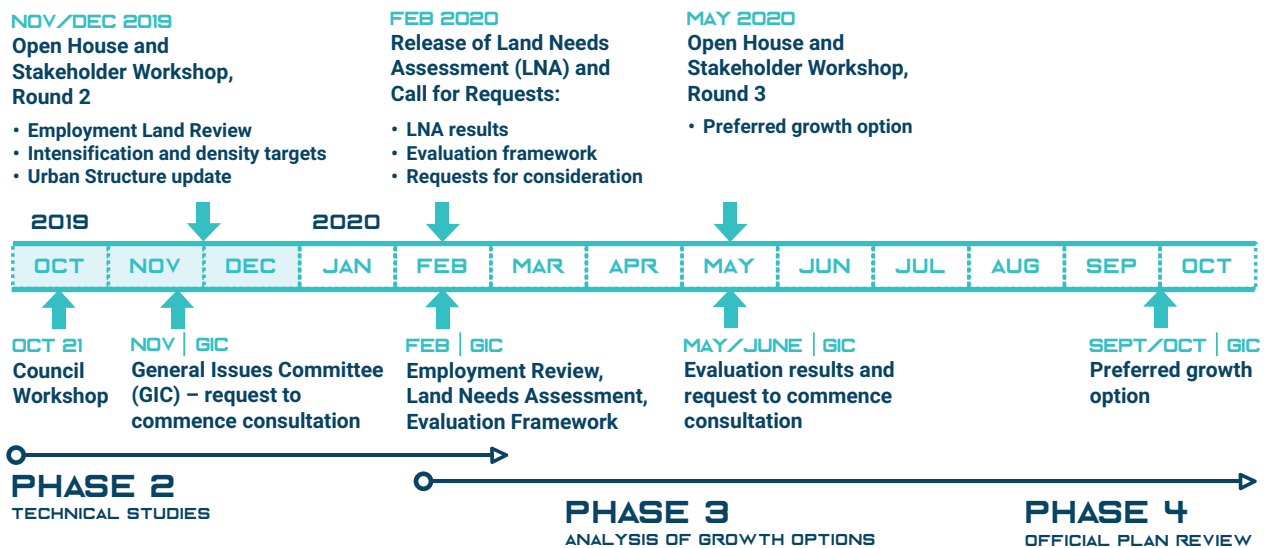 NOV/DEC 2019
Open House and
Stakeholder Workshop,
Round 2
• Employment Land Review
• Intensification and density targets
• Urban Structure update
FEB 2020
Release of Land Needs
Assessment (LNA) and
Call for Requests:
• LNA results
• Evaluation framework
• Requests for consideration
MAY 2020
Open House and
Stakeholder Workshop,
Round 3
• Preferred growth option
2019
2020
OCT NOV DEC JAN FEB MAR APR MAY JUN JUL AUG SEP OCT
OCT 21
Council
Workshop
NOV | GIC
General Issues Committee
(GIC) – request to
commence consultation
FEB | GIC
Employment Review,
Land Needs Assessment,
Evaluation Framework
MAY/JUNE | GIC
Evaluation results and
request to commence
consultation
SEPT/OCT | GIC
Preferred growth
option
PHASE 2
TECHNICAL STUDIES
PHASE 3
ANALYSIS OF GROWTH OPTIONS
PHASE 4
OFFICIAL PLAN REVIEW